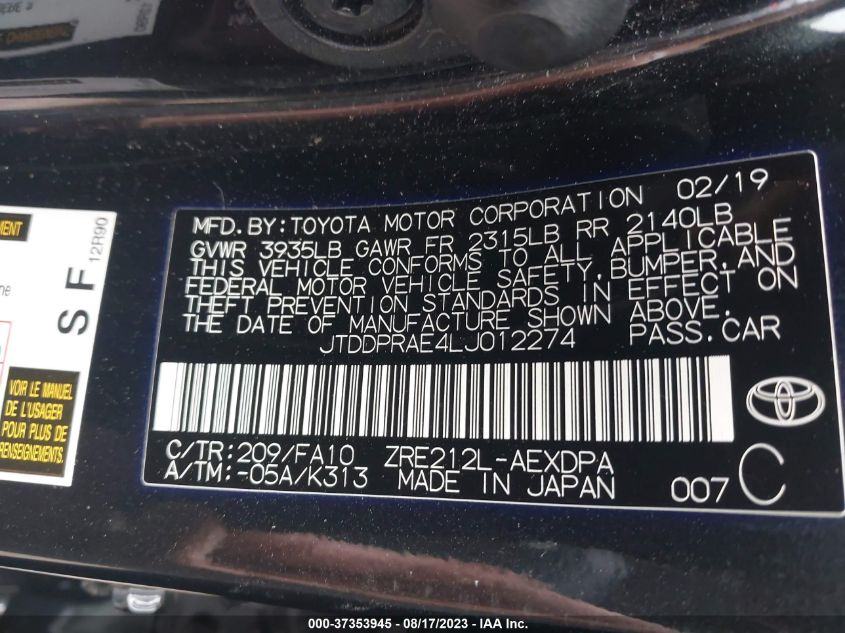 MFD. BY: TOYOTA MOTOR CORPORATION 02/19
GVWR 3935LB GAWR FR 2315LB RR 2140LB
THIS VEHICLE CONFORMS TO ALL APPLICABLE
FEDERAL MOTOR VEHICLE SAFETY, BUMPER, AND
THEFT PREVENTION STANDARDS IN EFFECT ON
THE DATE OF MANUFACTURE SHOWN ABOVE.
JTDDPRAE4LJ012274 PASS. CAR
C/TR: 209/FA10 ZRE212L-AEXDPA
A/TM: -05A/K313 MADE IN JAPAN 007 C
S F
12R90
VOIR LE MANUEL
DE L'USAGER
POUR PLUS DE
000-37353945 - 08/17/2023 - © IAA Inc.